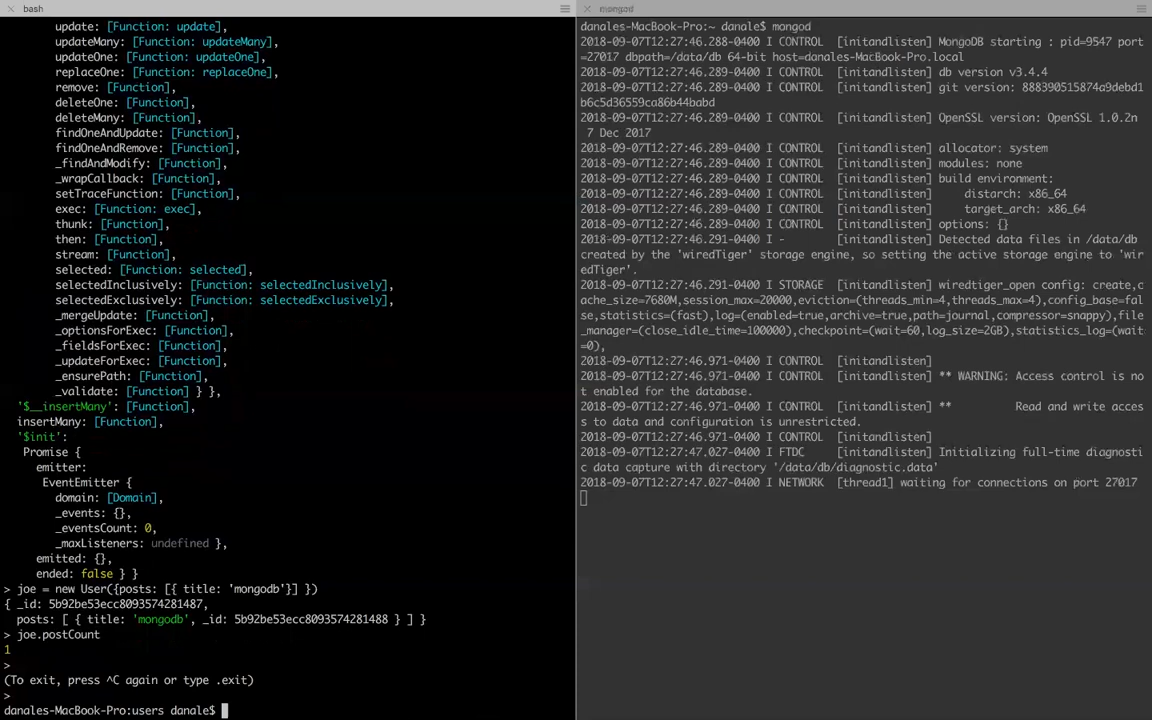 bash
update: [Function: update],
updateMany: [Function: updateMany],
updateOne: [Function: updateOne],
replaceOne: [Function: replaceOne],
remove: [Function],
deleteOne: [Function],
deleteMany: [Function],
findOneAndUpdate: [Function],
findOneAndRemove: [Function],
_findAndModify: [Function],
_wrapCallback: [Function],
setTraceFunction: [Function],
exec: [Function: exec],
thunk: [Function],
then: [Function],
stream: [Function],
selected: [Function: selected],
selectedInclusively: [Function: selectedInclusively],
selectedExclusively: [Function: selectedExclusively],
_mergeUpdate: [Function],
_optionsForExec: [Function],
_fieldsForExec: [Function],
_updateForExec: [Function],
_ensurePath: [Function],
_validate: [Function] } },
'$__insertMany': [Function],
insertMany: [Function],
'$init':
Promise {
emitter:
EventEmitter {
domain: [Domain],
_events: {},
_eventsCount: 0,
_maxListeners: undefined },
emitted: {},
ended: false } }
> joe = new User({posts: [{ title: 'mongodb'}] })
{ _id: 5b92be53ecc8093574281487,
posts: [ { title: 'mongodb', _id: 5b92be53ecc8093574281488 } ] }
> joe.postCount
1
>
(To exit, press ^C again or type .exit)
>
danales-MacBook-Pro:users danale$
mongod
danales-MacBook-Pro:~ danale$ mongod
2018-09-07T12:27:46.288-0400 I CONTROL  [initandlisten] MongoDB starting : pid=9547 port
=27017 dbpath=/data/db 64-bit host=danales-MacBook-Pro.local
2018-09-07T12:27:46.289-0400 I CONTROL  [initandlisten] db version v3.4.4
2018-09-07T12:27:46.289-0400 I CONTROL  [initandlisten] git version: 888390515874a9debd1
b6c5d36559ca86b44babd
2018-09-07T12:27:46.289-0400 I CONTROL  [initandlisten] OpenSSL version: OpenSSL 1.0.2n
7 Dec 2017
2018-09-07T12:27:46.289-0400 I CONTROL  [initandlisten] allocator: system
2018-09-07T12:27:46.289-0400 I CONTROL  [initandlisten] modules: none
2018-09-07T12:27:46.289-0400 I CONTROL  [initandlisten] build environment:
2018-09-07T12:27:46.289-0400 I CONTROL  [initandlisten]     distarch: x86_64
2018-09-07T12:27:46.289-0400 I CONTROL  [initandlisten]     target_arch: x86_64
2018-09-07T12:27:46.289-0400 I CONTROL  [initandlisten] options: {}
2018-09-07T12:27:46.291-0400 I -        [initandlisten] Detected data files in /data/db
created by the 'wiredTiger' storage engine, so setting the active storage engine to 'wir
edTiger'.
2018-09-07T12:27:46.291-0400 I STORAGE  [initandlisten] wiredtiger_open config: create,c
ache_size=7680M,session_max=20000,eviction=(threads_min=4,threads_max=4),config_base=fal
se,statistics=(fast),log=(enabled=true,archive=true,path=journal,compressor=snappy),file
_manager=(close_idle_time=100000),checkpoint=(wait=60,log_size=2GB),statistics_log=(wait
=0),
2018-09-07T12:27:46.971-0400 I CONTROL  [initandlisten]
2018-09-07T12:27:46.971-0400 I CONTROL  [initandlisten] ** WARNING: Access control is no
t enabled for the database.
2018-09-07T12:27:46.971-0400 I CONTROL  [initandlisten] **          Read and write acces
s to data and configuration is unrestricted.
2018-09-07T12:27:46.971-0400 I CONTROL  [initandlisten]
2018-09-07T12:27:47.027-0400 I FTDC     [initandlisten] Initializing full-time diagnosti
c data capture with directory '/data/db/diagnostic.data'
2018-09-07T12:27:47.027-0400 I NETWORK  [thread1] waiting for connections on port 27017